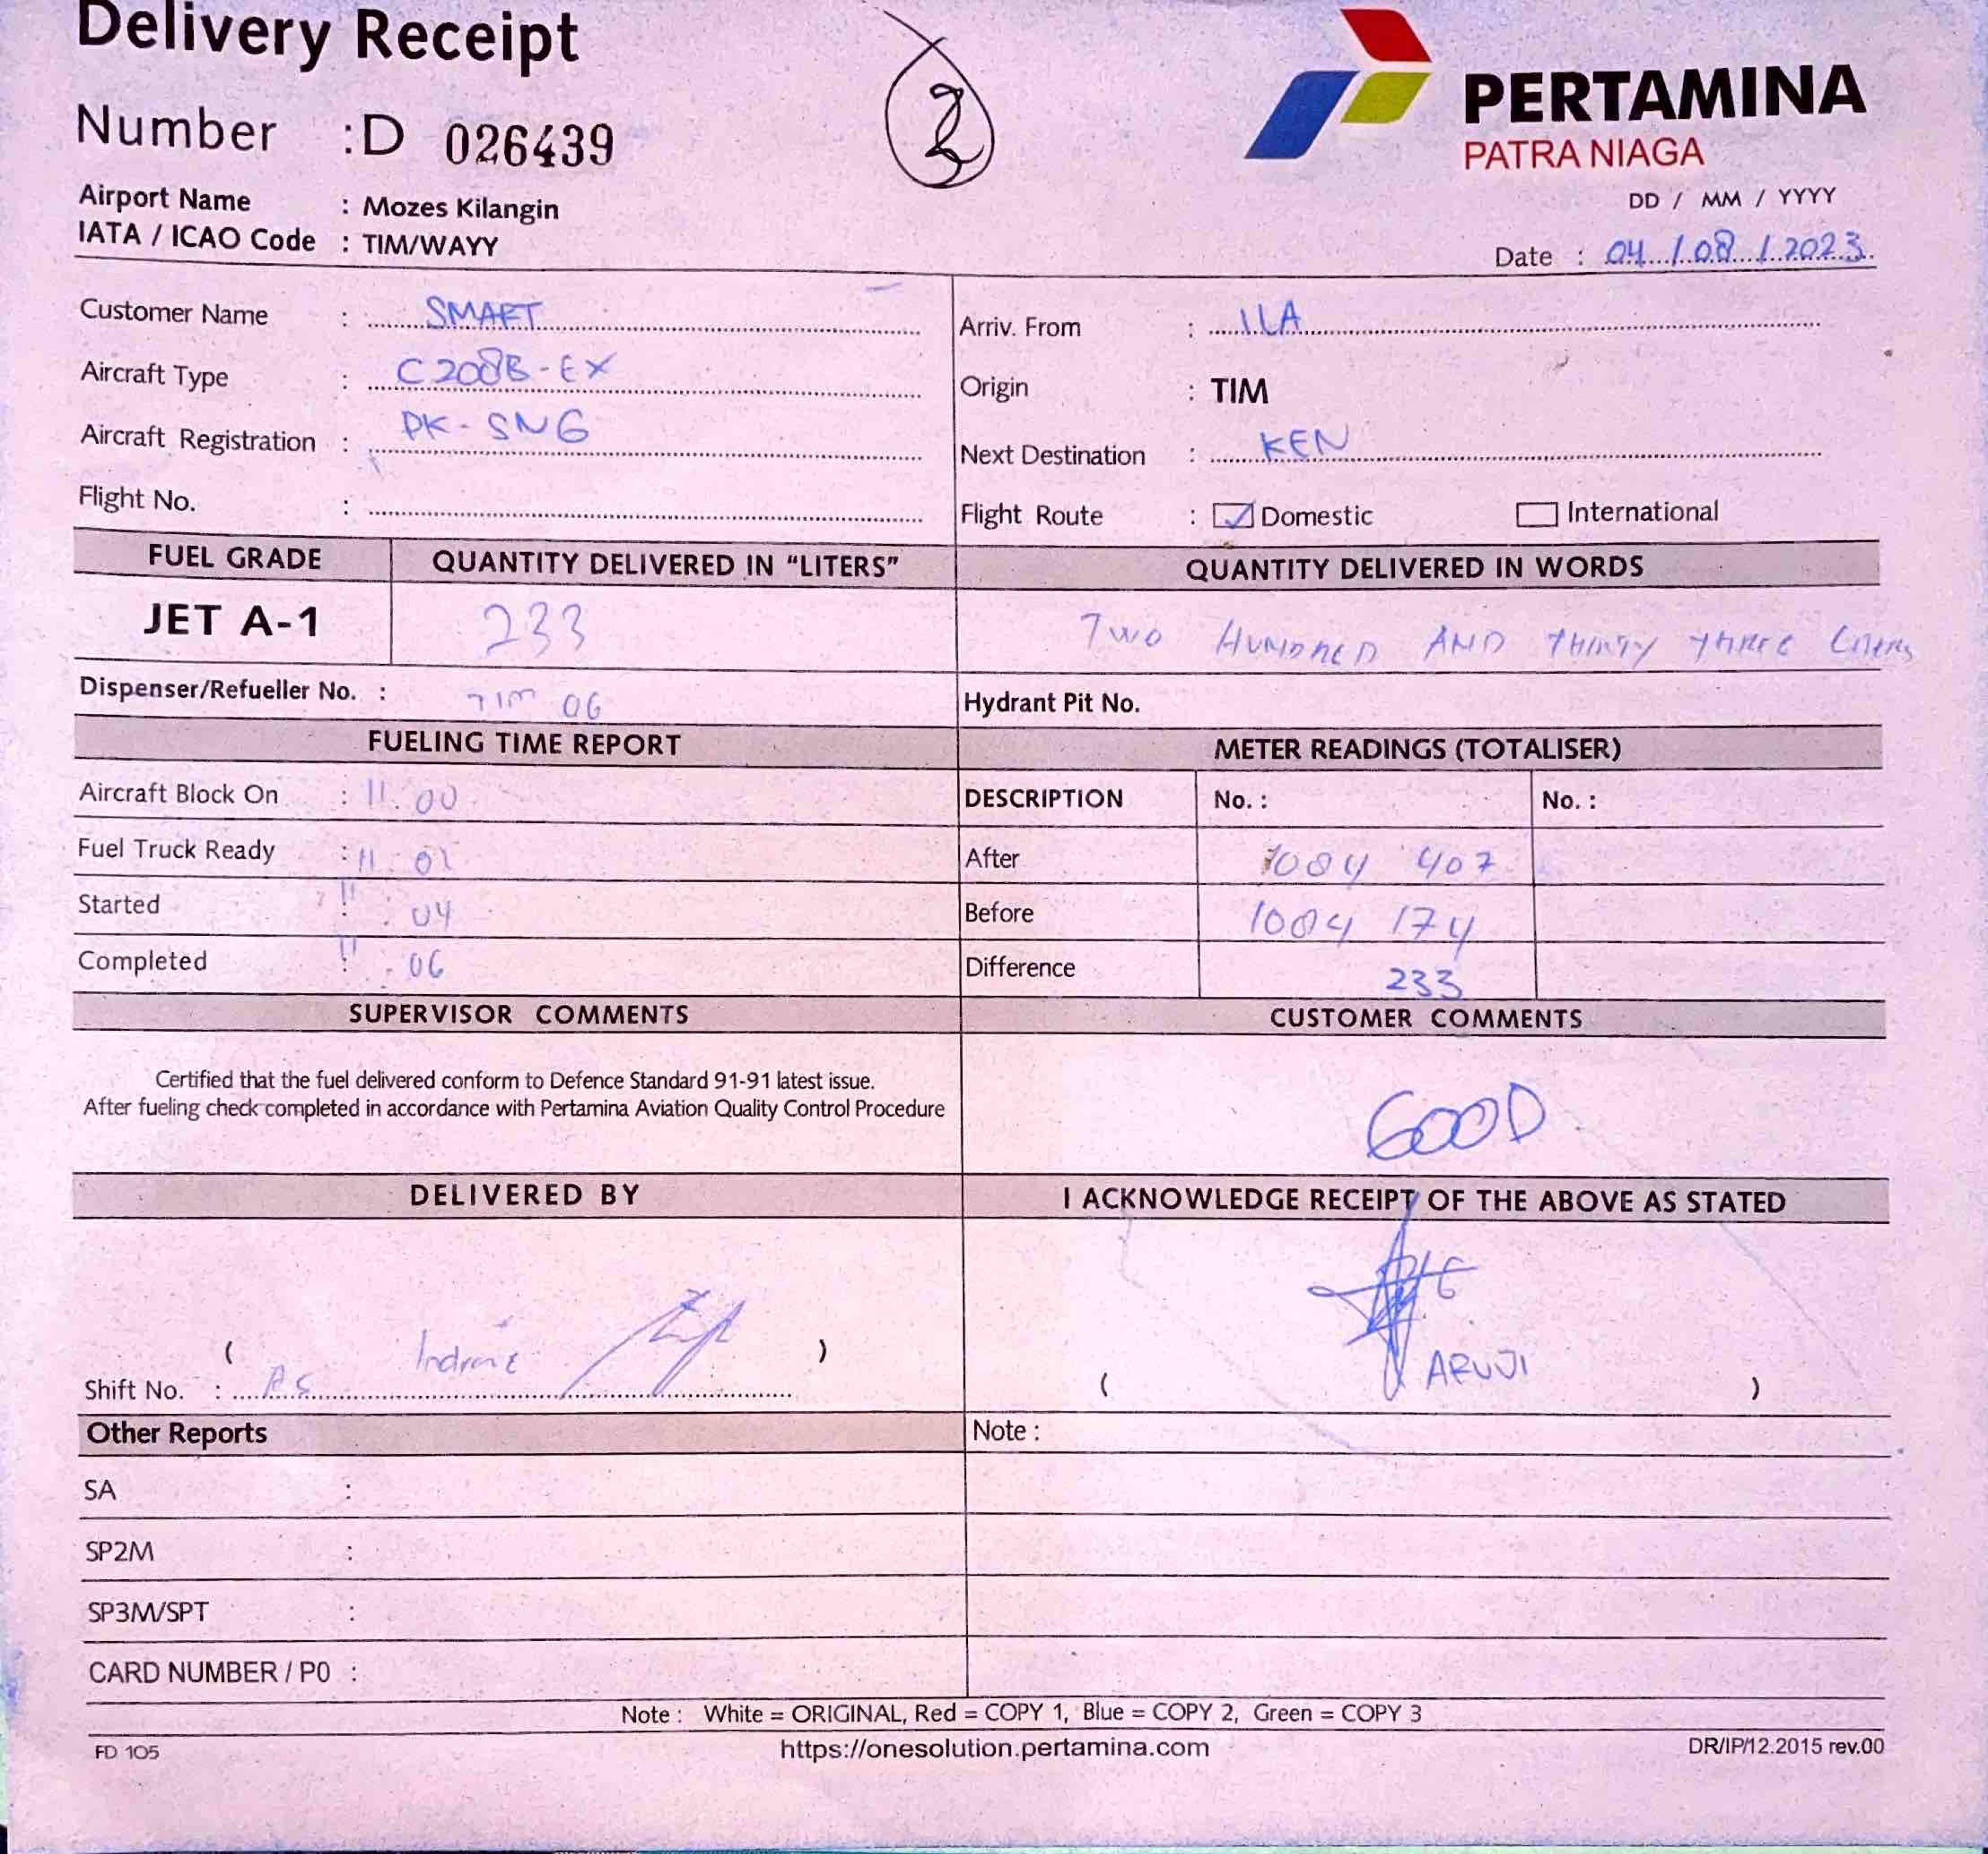 Delivery Receipt
2
PERTAMINA
PATRA NIAGA
Number : D 026439
Airport Name : Mozes Kilangin
IATA / ICAO Code : TIM/WAYY
DD / MM / YYYY
Date : 04 / 08 / 2023
Customer Name : SMART
Arriv. From : ILA
Aircraft Type : C208B-EX
Origin : TIM
Aircraft Registration : PK-SNG
Next Destination : KEN
Flight No. :
Flight Route : Domestic International
FUEL GRADE QUANTITY DELIVERED IN "LITERS" QUANTITY DELIVERED IN WORDS
JET A-1 233 TWO HUNDRED AND THIRTY THREE LITERS
Dispenser/Refueller No. : TIM 06 Hydrant Pit No.
FUELING TIME REPORT METER READINGS (TOTALISER)
Aircraft Block On : 11.00 DESCRIPTION No. : No. :
Fuel Truck Ready : 11.02 After 1084 407
Started : 11.04 Before 1084 174
Completed : 11.06 Difference 233
SUPERVISOR COMMENTS CUSTOMER COMMENTS
Certified that the fuel delivered conform to Defence Standard 91-91 latest issue.
After fueling check completed in accordance with Pertamina Aviation Quality Control Procedure
GOOD
DELIVERED BY I ACKNOWLEDGE RECEIPT OF THE ABOVE AS STATED
( )
Shift No. :
( )
Other Reports Note :
SA :
SP2M :
SP3M/SPT :
CARD NUMBER / PO :
Note : White = ORIGINAL, Red = COPY 1, Blue = COPY 2, Green = COPY 3
FD 105 https://onesolution.pertamina.com DR/IP/12.2015 rev.00